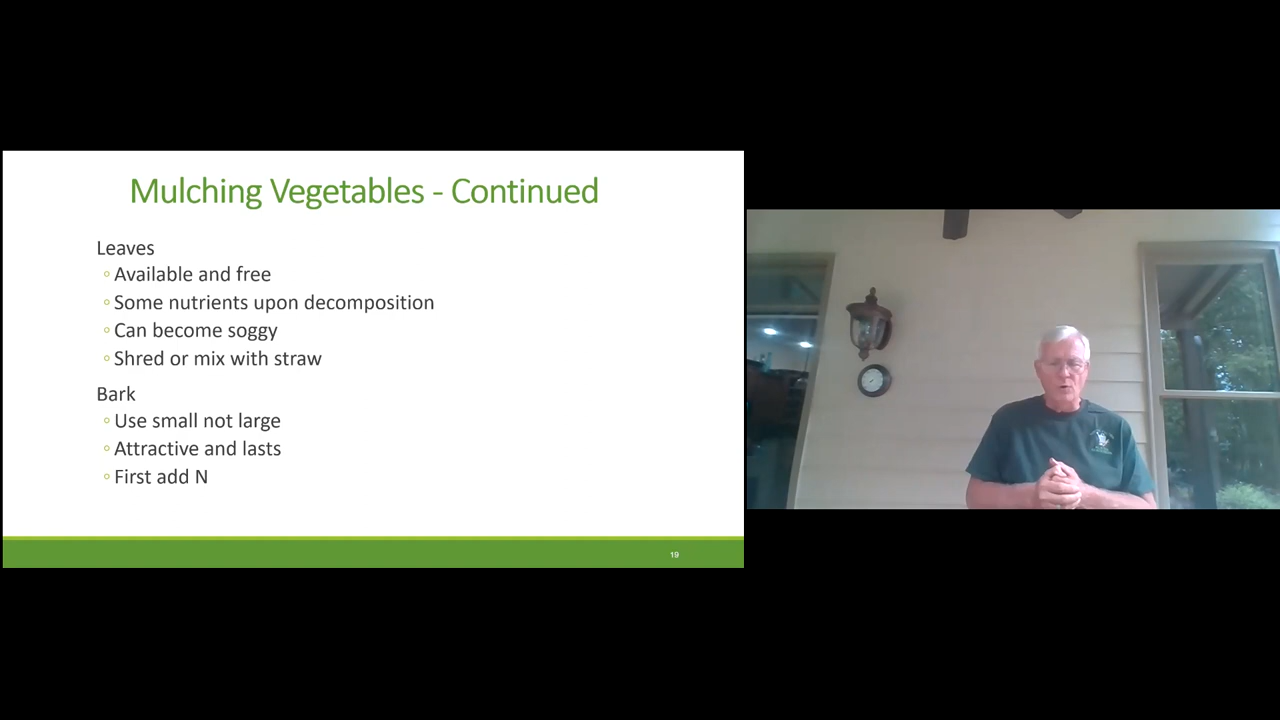 Mulching Vegetables - Continued
Leaves
◦ Available and free
◦ Some nutrients upon decomposition
◦ Can become soggy
◦ Shred or mix with straw
Bark
◦ Use small not large
◦ Attractive and lasts
◦ First add N
19